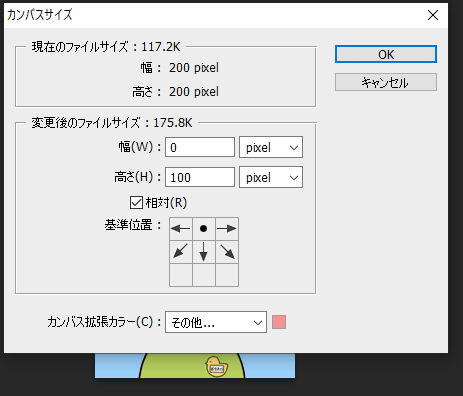 カンバスサイズ
現在のファイルサイズ：117.2K
幅： 200 pixel
高さ： 200 pixel
OK
キャンセル
変更後のファイルサイズ：175.8K
幅(W)： 0 pixel
高さ(H)： 100 pixel
相対(R)
基準位置：
カンバス拡張カラー(C)： その他...